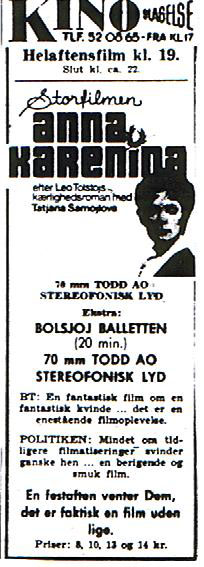 KINO
TLF. 52 06 65 - FRA KL 17
Helaftensfilm kl. 19.
Slut kl. ca. 22.
Storfilmen
anna
Karenina
efter Leo Tolstojs
kærlighedsroman med
Tatjana Samojlova
70 mm TODD AO
STEREOFONISK LYD
Ekstra:
BOLSJOJ BALLETTEN
(20 min.)
70 mm TODD AO
STEREOFONISK LYD
BT: En fantastisk film om en
fantastisk kvinde ... det er en
enestående filmoplevelse.
POLITIKEN: Mindet om tid-
ligere filmatiseringer svinder
ganske hen ... en berigende og
smuk film.
En festaften venter Dem,
det er faktisk en film uden
lige.
Priser: 8, 10, 13 og 14 kr.